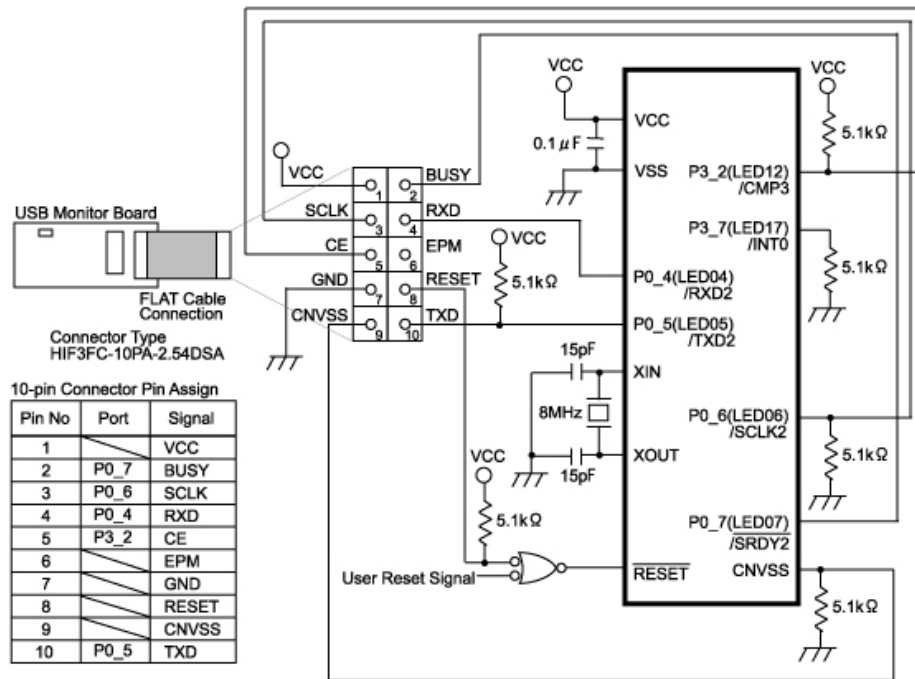 VCC
VCC
VCC
5.1kΩ
0.1μF
VSS
P3_2(LED12)
/CMP3
VCC
1
2
BUSY
USB Monitor Board
SCLK
3
4
RXD
P3_7(LED17)
/INT0
CE
5
6
EPM
VCC
5.1kΩ
GND
7
8
RESET
5.1kΩ
P0_4(LED04)
/RXD2
FLAT Cable
Connection
CNVSS
9
10
TXD
P0_5(LED05)
/TXD2
Connector Type
HIF3FC-10PA-2.54DSA
15pF
XIN
8MHz
10-pin Connector Pin Assign
Pin No Port Signal
1 VCC
2 P0_7 BUSY
3 P0_6 SCLK
4 P0_4 RXD
5 P3_2 CE
6 EPM
7 GND
8 RESET
9 CNVSS
10 P0_5 TXD
P0_6(LED06)
/SCLK2
XOUT
15pF
5.1kΩ
VCC
5.1kΩ
P0_7(LED07)
/SRDY2
User Reset Signal
RESET
CNVSS
5.1kΩ